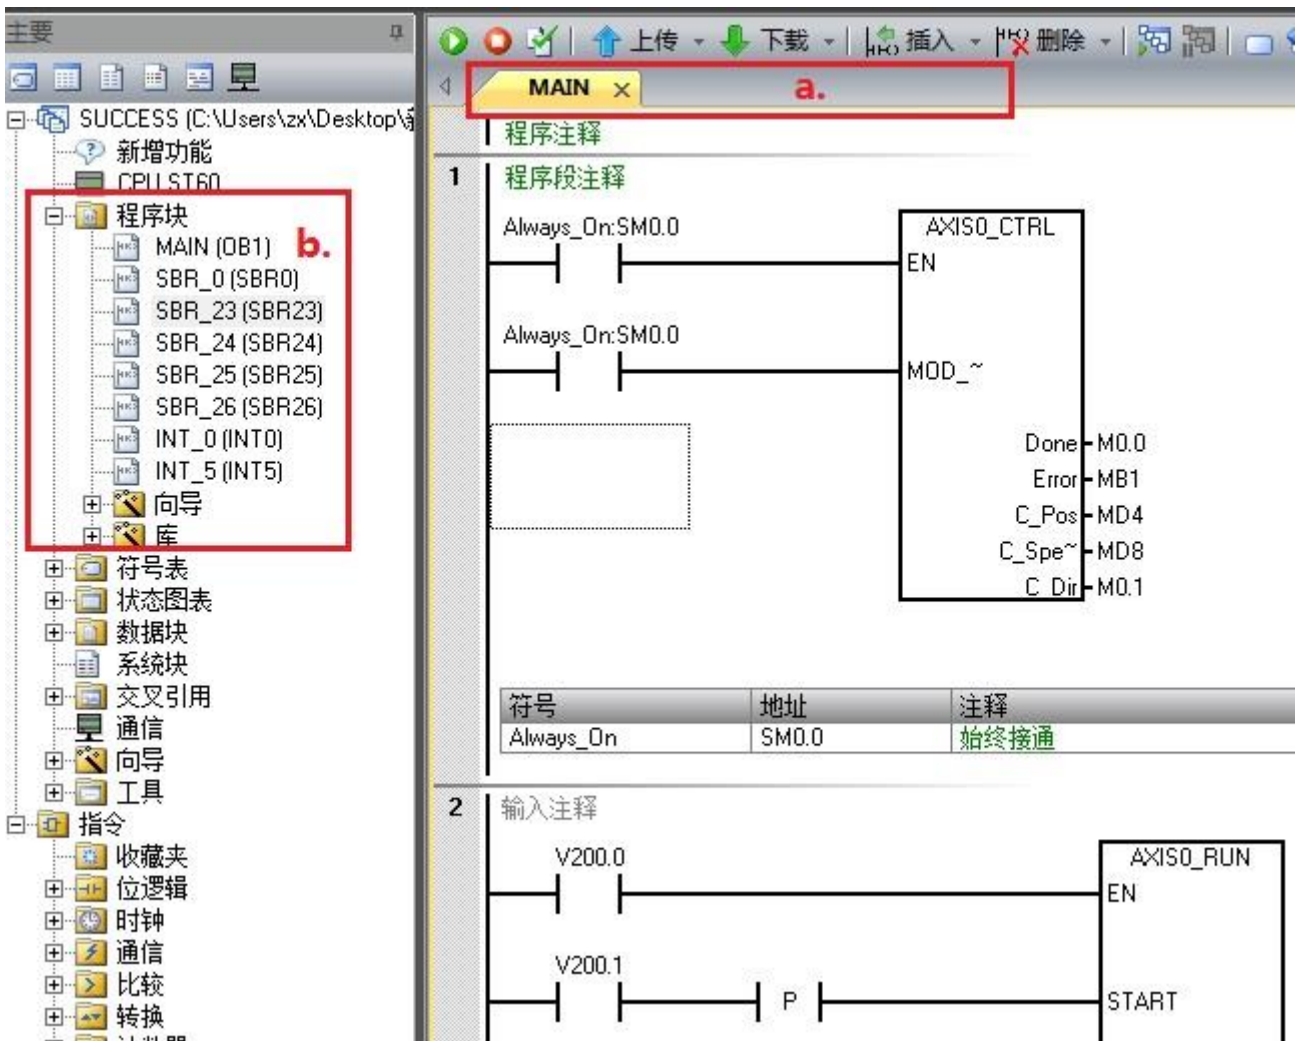 主要
SUCCESS (C:\Users\zx\Desktop\
新增功能
CPU ST60
程序块
MAIN (OB1)
SBR_0 (SBR0)
SBR_23 (SBR23)
SBR_24 (SBR24)
SBR_25 (SBR25)
SBR_26 (SBR26)
INT_0 (INT0)
INT_5 (INT5)
向导
库
b.
符号表
状态图表
数据块
系统块
交叉引用
通信
向导
工具
指令
收藏夹
位逻辑
时钟
通信
比较
转换
上传
下载
插入
删除
MAIN
a.
程序注释
1
程序段注释
Always_On:SM0.0
AXIS0_CTRL
EN
Always_On:SM0.0
MOD_~
Done M0.0
Error MB1
C_Pos MD4
C_Spe~ MD8
C_Dir M0.1
符号 地址 注释
Always_On SM0.0 始终接通
2
输入注释
V200.0
AXIS0_RUN
EN
V200.1
P
START